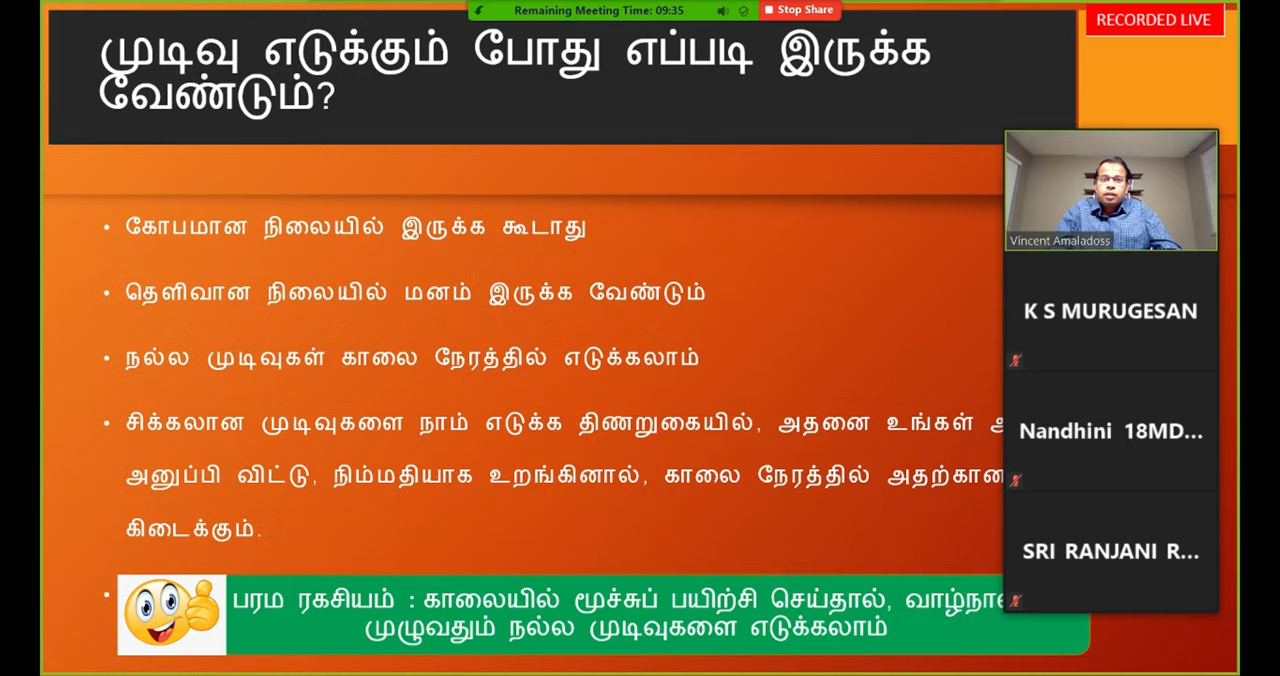 Remaining Meeting Time: 09:35
Stop Share
RECORDED LIVE
முடிவு எடுக்கும் போது எப்படி இருக்க
வேண்டும்?
• கோபமான நிலையில் இருக்க கூடாது
• தெளிவான நிலையில் மனம் இருக்க வேண்டும்
• நல்ல முடிவுகள் காலை நேரத்தில் எடுக்கலாம்
• சிக்கலான முடிவுகளை நாம் எடுக்க திணறுகையில், அதனை உங்கள்
அனுப்பி விட்டு, நிம்மதியாக உறங்கினால், காலை நேரத்தில் அதற்கான
கிடைக்கும்.
பரம ரகசியம் : காலையில் மூச்சுப் பயிற்சி செய்தால்,
முழுவதும் நல்ல முடிவுகளை எடுக்கலாம்
Vincent Amaladoss
K S MURUGESAN
Nandhini 18MD...
SRI RANJANI R...